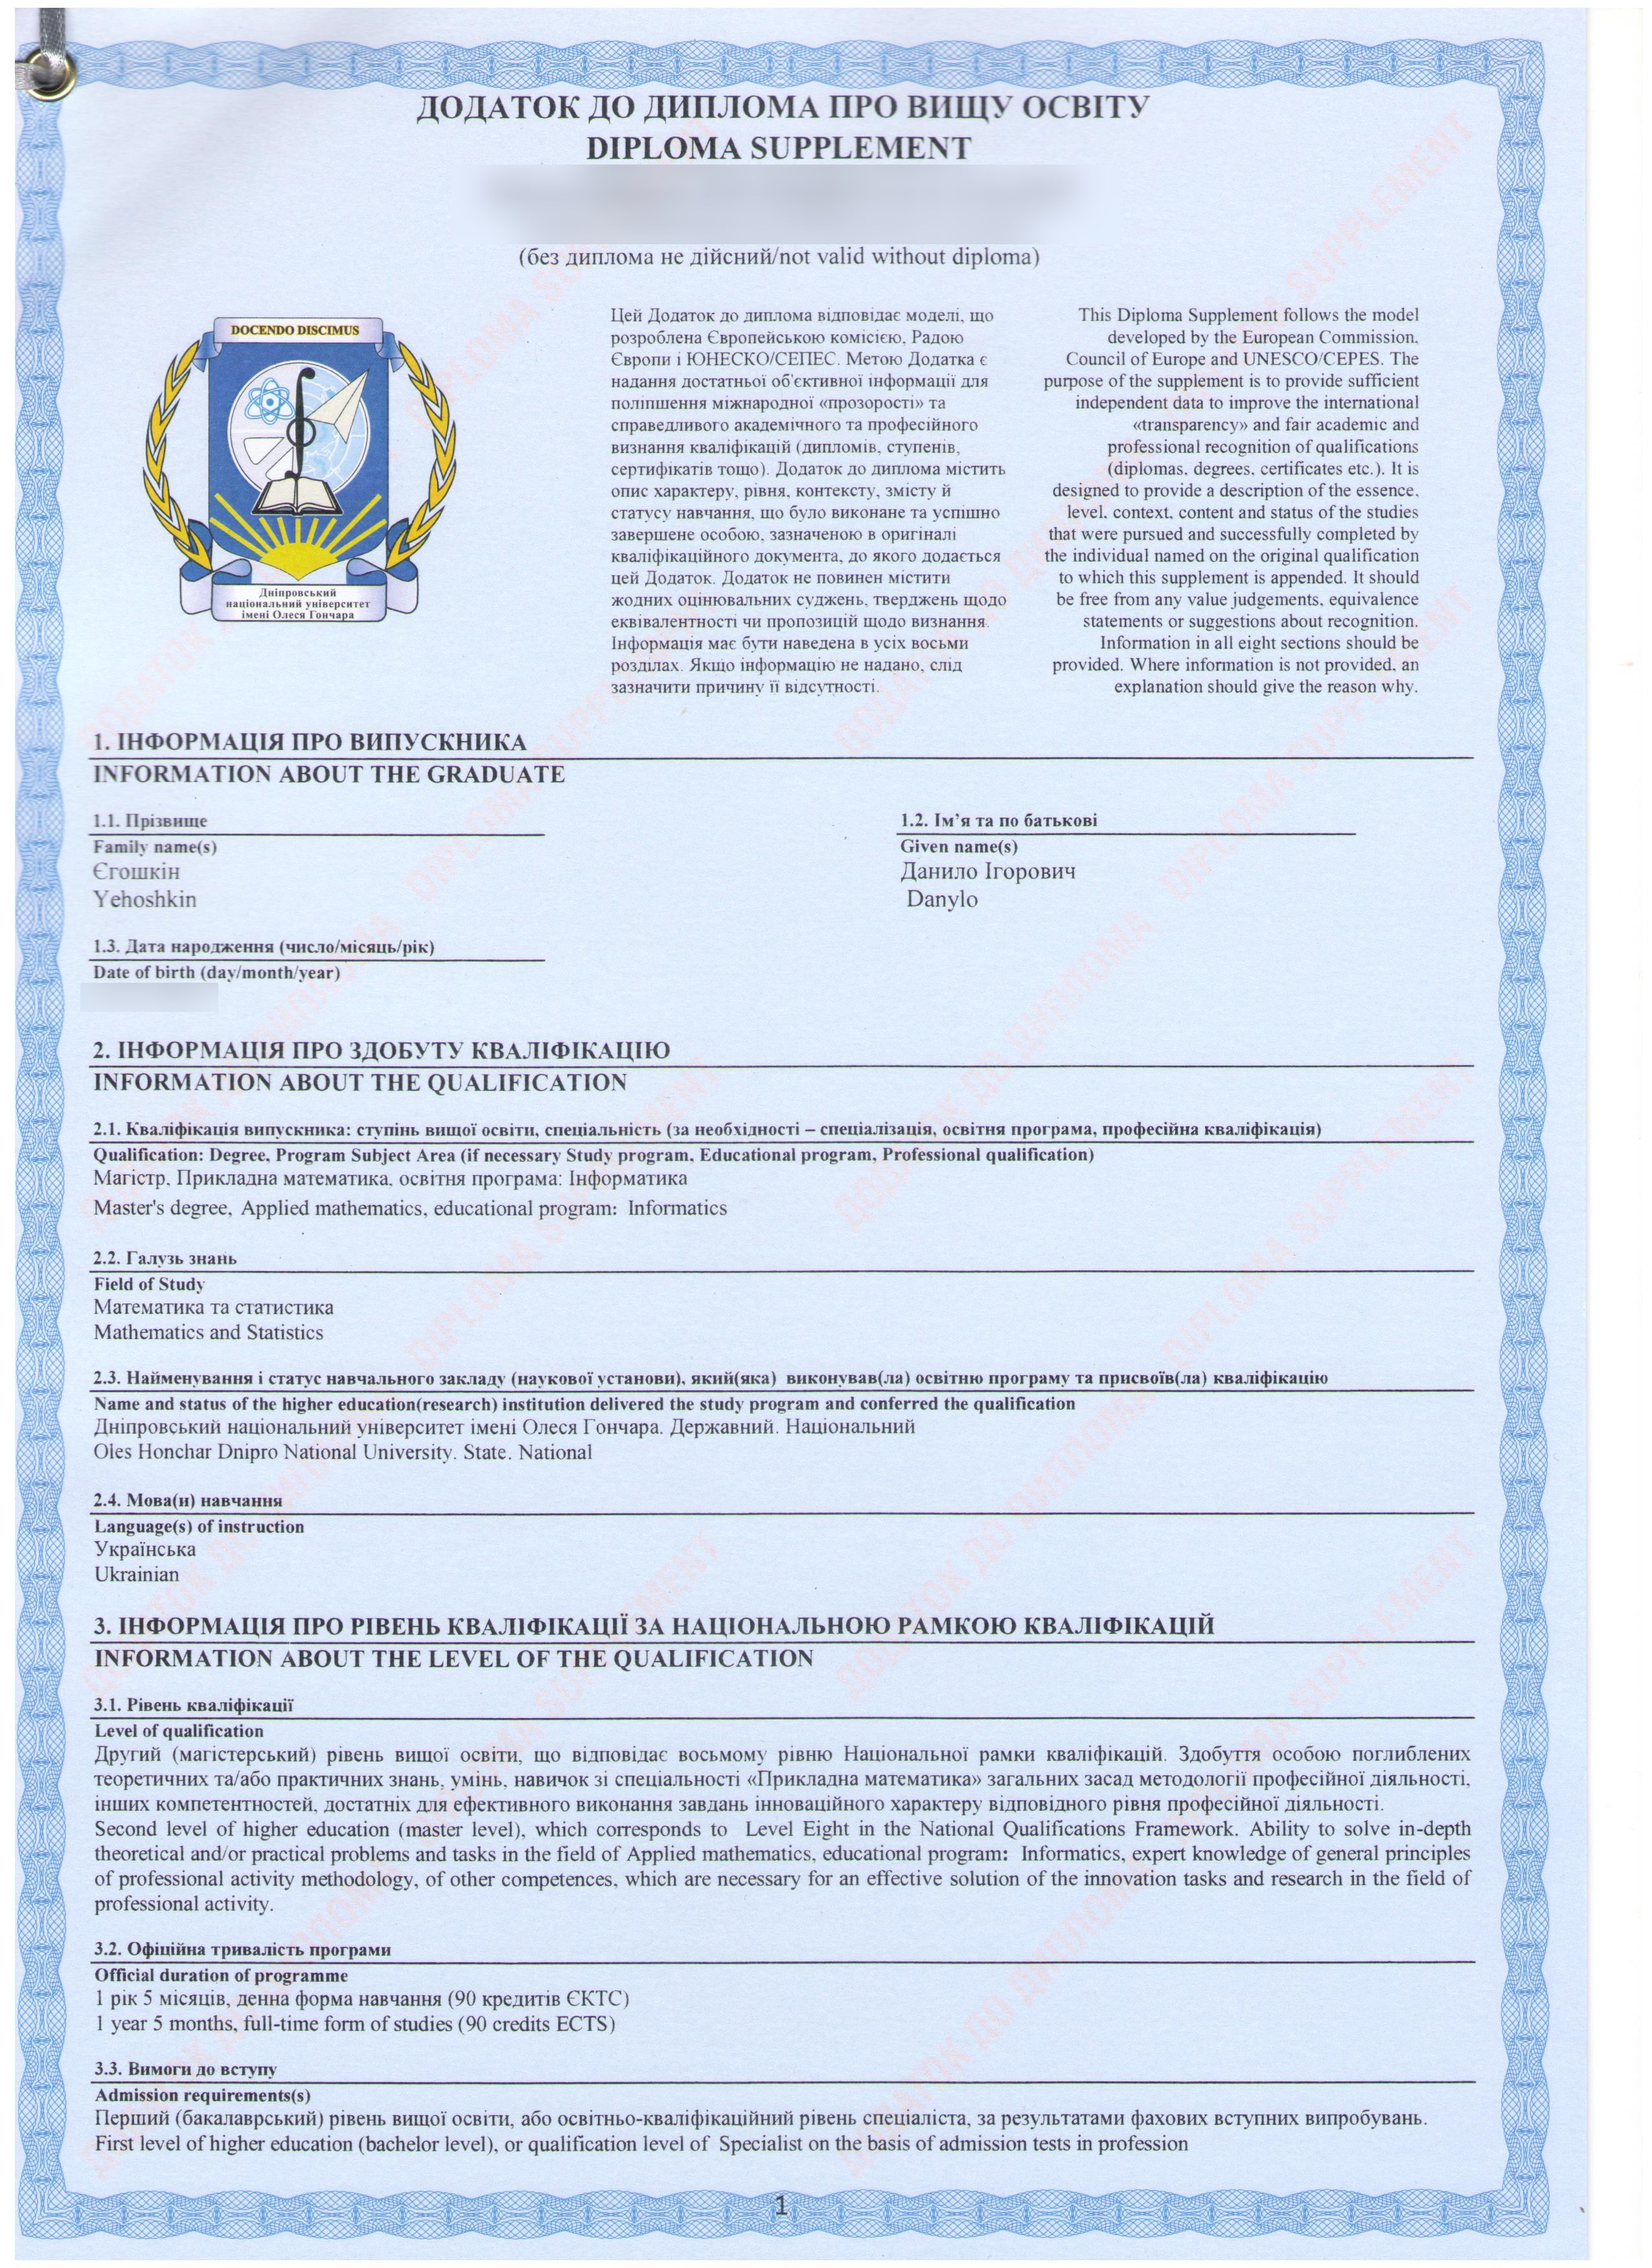 ДОДАТОК ДО ДИПЛОМА ПРО ВИЩУ ОСВІТУ
DIPLOMA SUPPLEMENT
(без диплома не дійсний/not valid without diploma)
DOCENDO DISCIMUS
Дніпровський
національний університет
імені Олеся Гончара
Цей Додаток до диплома відповідає моделі, що
розроблена Європейською комісією, Радою
Європи і ЮНЕСКО/СЕПЕС. Метою Додатка є
надання достатньої об'єктивної інформації для
поліпшення міжнародної «прозорості» та
справедливого академічного та професійного
визнання кваліфікацій (дипломів, ступенів,
сертифікатів тощо). Додаток до диплома містить
опис характеру, рівня, контексту, змісту й
статусу навчання, що було виконане та успішно
завершене особою, зазначеною в оригіналі
кваліфікаційного документа, до якого додається
цей Додаток. Додаток не повинен містити
жодних оцінювальних суджень, тверджень щодо
еквівалентності чи пропозицій щодо визнання.
Інформація має бути наведена в усіх восьми
розділах. Якщо інформацію не надано, слід
зазначити причину її відсутності.
This Diploma Supplement follows the model
developed by the European Commission,
Council of Europe and UNESCO/CEPES. The
purpose of the supplement is to provide sufficient
independent data to improve the international
«transparency» and fair academic and
professional recognition of qualifications
(diplomas, degrees, certificates etc.). It is
designed to provide a description of the essence,
level, context, content and status of the studies
that were pursued and successfully completed by
the individual named on the original qualification
to which this supplement is appended. It should
be free from any value judgements, equivalence
statements or suggestions about recognition.
Information in all eight sections should be
provided. Where information is not provided, an
explanation should give the reason why.
1. ІНФОРМАЦІЯ ПРО ВИПУСКНИКА
INFORMATION ABOUT THE GRADUATE
1.1. Прізвище
Family name(s)
Єгошкін
Yehoshkin
1.2. Ім’я та по батькові
Given name(s)
Данило Ігорович
Danylo
1.3. Дата народження (число/місяць/рік)
Date of birth (day/month/year)
2. ІНФОРМАЦІЯ ПРО ЗДОБУТУ КВАЛІФІКАЦІЮ
INFORMATION ABOUT THE QUALIFICATION
2.1. Кваліфікація випускника: ступінь вищої освіти, спеціальність (за необхідності – спеціалізація, освітня програма, професійна кваліфікація)
Qualification: Degree, Program Subject Area (if necessary Study program, Educational program, Professional qualification)
Магістр, Прикладна математика, освітня програма: Інформатика
Master's degree, Applied mathematics, educational program: Informatics
2.2. Галузь знань
Field of Study
Математика та статистика
Mathematics and Statistics
2.3. Найменування і статус навчального закладу (наукової установи), який(яка) виконував(ла) освітню програму та присвоїв(ла) кваліфікацію
Name and status of the higher education(research) institution delivered the study program and conferred the qualification
Дніпровський національний університет імені Олеся Гончара. Державний. Національний
Oles Honchar Dnipro National University. State. National
2.4. Мова(и) навчання
Language(s) of instruction
Українська
Ukrainian
3. ІНФОРМАЦІЯ ПРО РІВЕНЬ КВАЛІФІКАЦІЇ ЗА НАЦІОНАЛЬНОЮ РАМКОЮ КВАЛІФІКАЦІЙ
INFORMATION ABOUT THE LEVEL OF THE QUALIFICATION
3.1. Рівень кваліфікації
Level of qualification
Другий (магістерський) рівень вищої освіти, що відповідає восьмому рівню Національної рамки кваліфікацій. Здобуття особою поглиблених
теоретичних та/або практичних знань, умінь, навичок зі спеціальності «Прикладна математика» загальних засад методології професійної діяльності,
інших компетентностей, достатніх для ефективного виконання завдань інноваційного характеру відповідного рівня професійної діяльності.
Second level of higher education (master level), which corresponds to Level Eight in the National Qualifications Framework. Ability to solve in-depth
theoretical and/or practical problems and tasks in the field of Applied mathematics, educational program: Informatics, expert knowledge of general principles
of professional activity methodology, of other competences, which are necessary for an effective solution of the innovation tasks and research in the field of
professional activity.
3.2. Офіційна тривалість програми
Official duration of programme
1 рік 5 місяців, денна форма навчання (90 кредитів ЄКТС)
1 year 5 months, full-time form of studies (90 credits ECTS)
3.3. Вимоги до вступу
Admission requirements(s)
Перший (бакалаврський) рівень вищої освіти, або освітньо-кваліфікаційний рівень спеціаліста, за результатами фахових вступних випробувань.
First level of higher education (bachelor level), or qualification level of Specialist on the basis of admission tests in profession
1